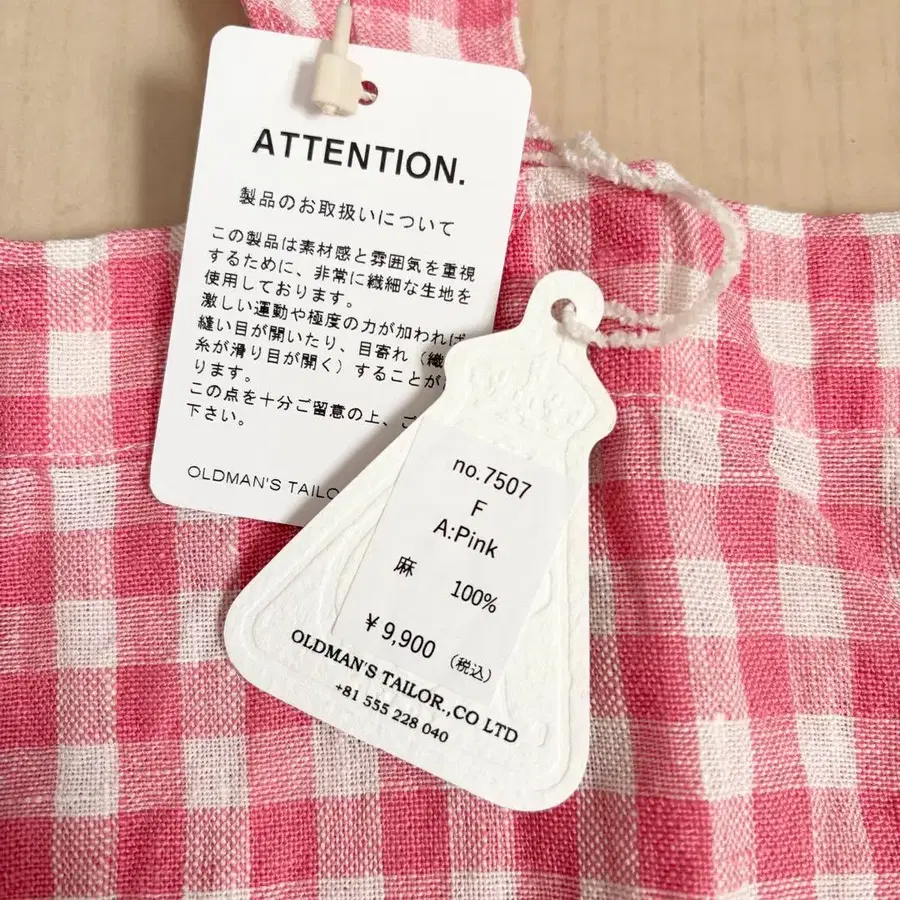 ATTENTION.
製品のお取扱いについて
この製品は素材感と雰囲気を重視
するために、非常に繊細な生地を
使用しております。
激しい運動や極度の力が加われば
縫い目が開いたり、目寄れ（織
糸が滑り目が開く）することが
ります。
この点を十分ご留意の上、ご
下さい。
OLDMAN'S TAILO
no.7507
F
A:Pink
麻 100%
¥ 9,900 （税込）
OLDMAN'S TAILOR.,CO LTD
+81 555 228 040